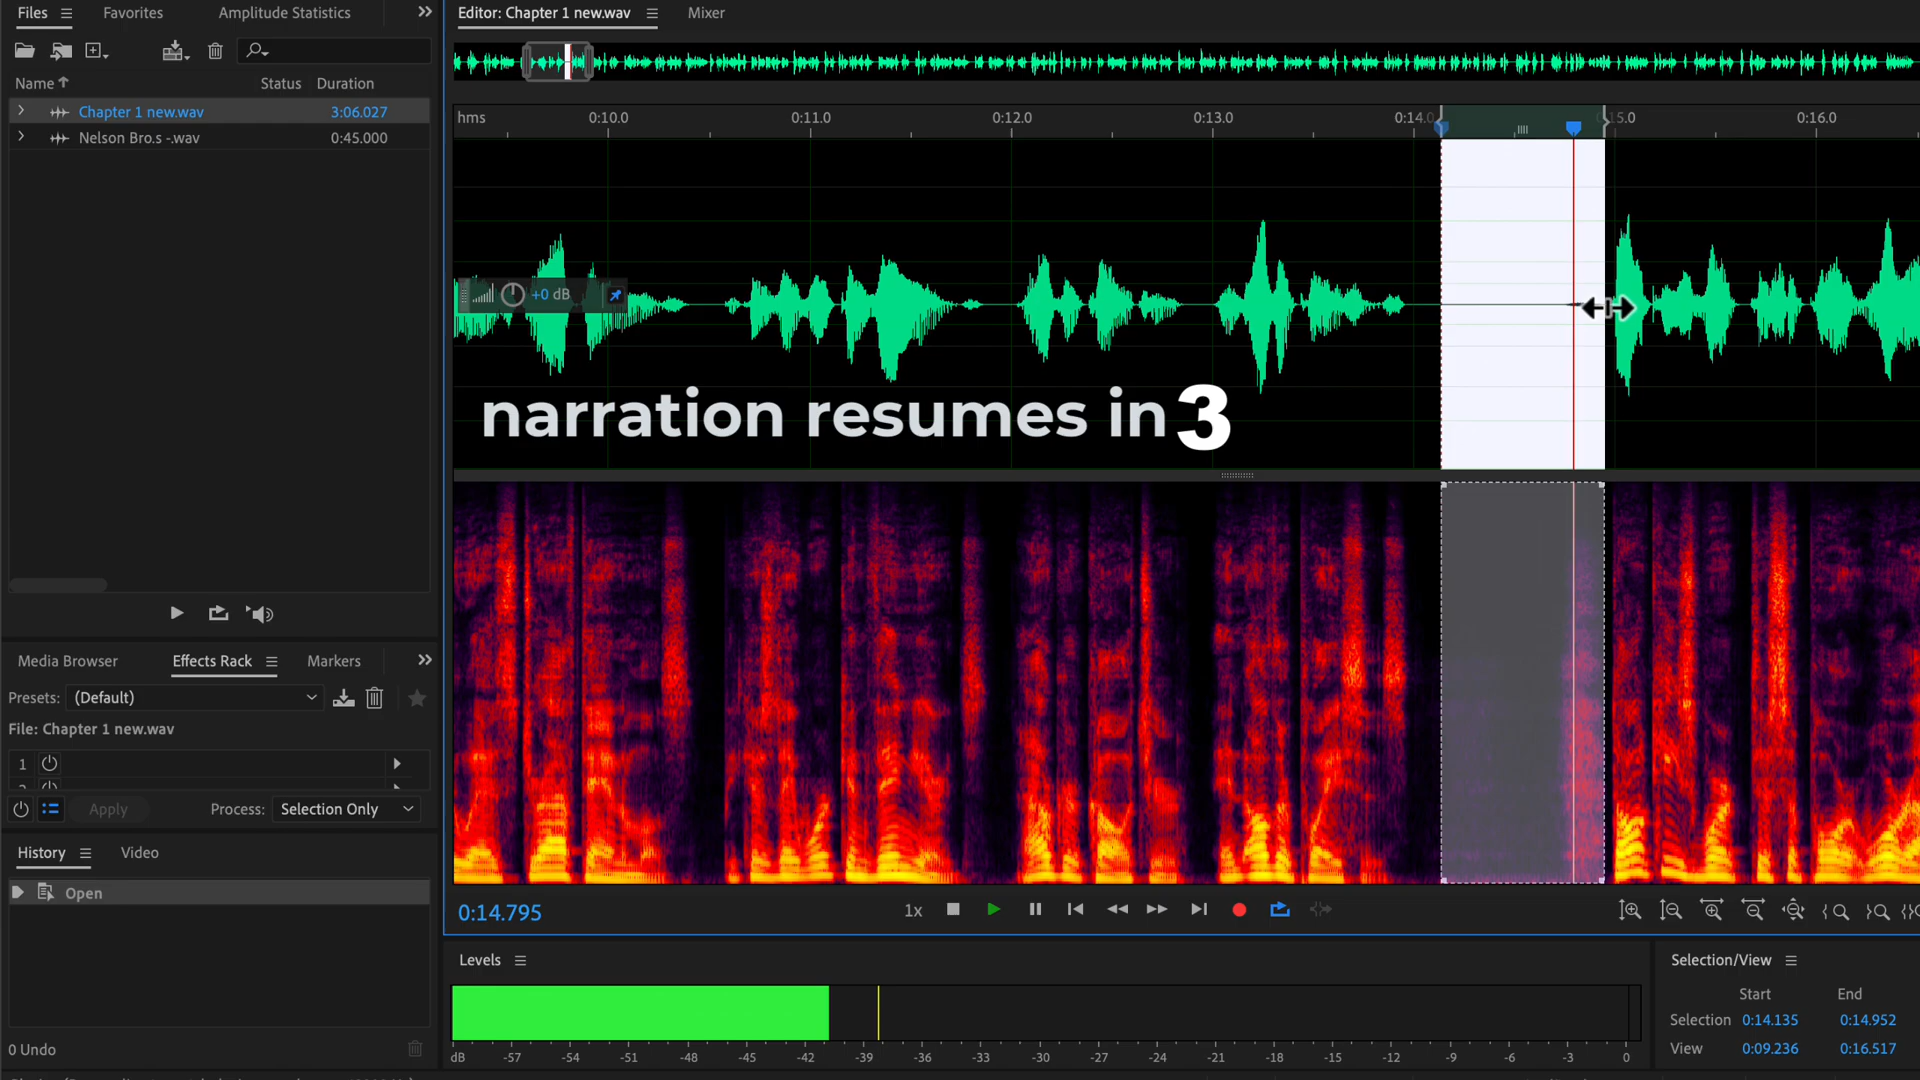 Files
Favorites
Amplitude Statistics
Editor: Chapter 1 new.wav
Mixer
Name
Status
Duration
Chapter 1 new.wav
3:06.027
Nelson Bro.s -.wav
0:45.000
hms
0:10.0
0:11.0
0:12.0
0:13.0
0:14.0
15.0
0:16.0
+0 dB
narration resumes in 3
Media Browser
Effects Rack
Markers
Presets:
(Default)
File: Chapter 1 new.wav
1
Apply
Process:
Selection Only
History
Video
Open
0 Undo
0:14.795
1x
Levels
dB -57 -54 -51 -48 -45 -42 -39 -36 -33 -30 -27 -24 -21 -18 -15 -12 -9 -6 -3 0
Selection/View
Start End
Selection 0:14.135 0:14.952
View 0:09.236 0:16.517